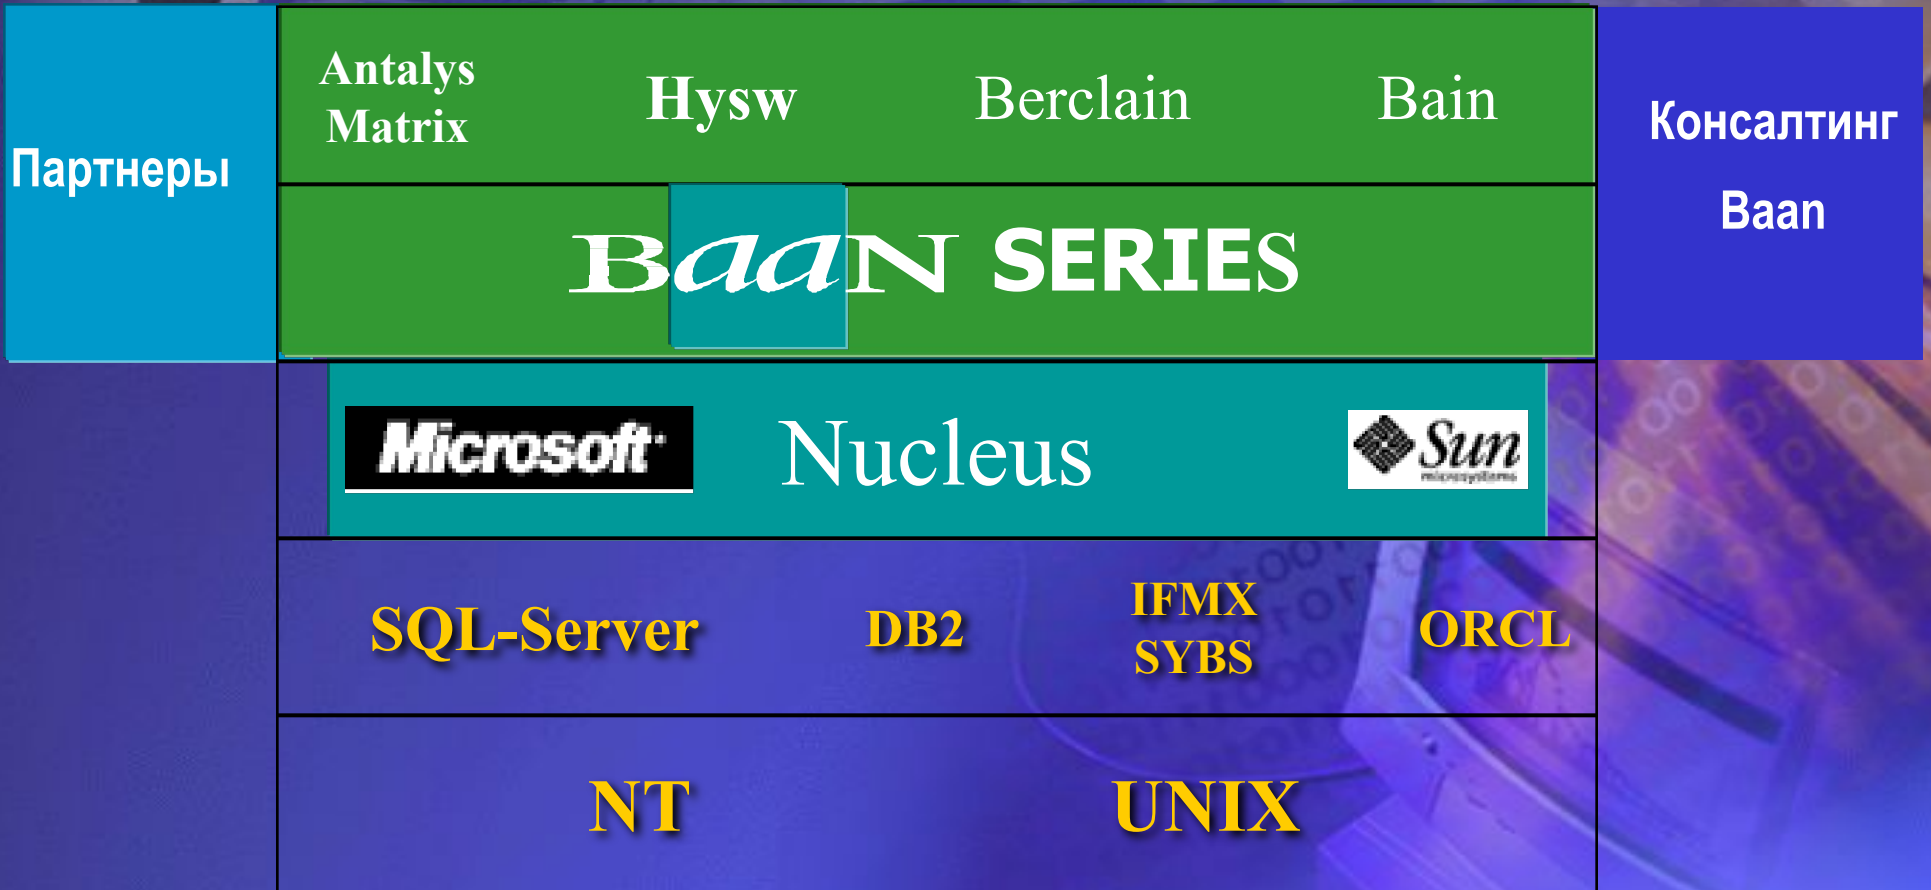 Партнеры
Antalys
Matrix
Hysw
Berclain
Bain
Консалтинг
Baan
BaaN SERIES
Microsoft
Nucleus
Sun
microsystems
SQL-Server
DB2
IFMX
SYBS
ORCL
NT
UNIX